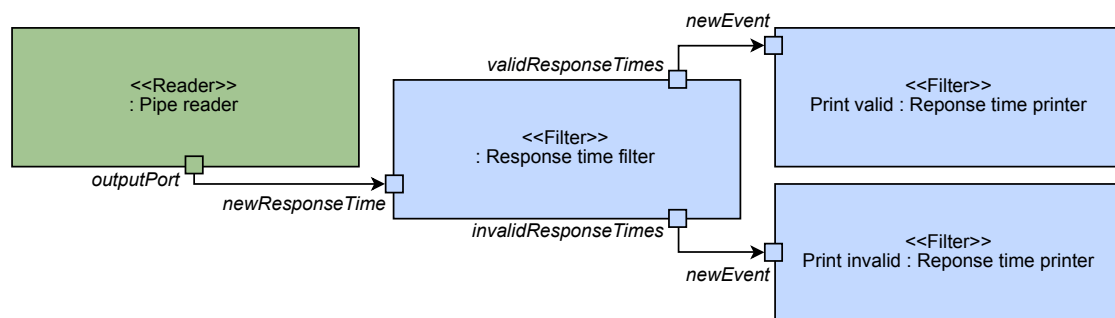 <<Reader>>
: Pipe reader
outputPort
newResponseTime
<<Filter>>
: Response time filter
validResponseTimes
invalidResponseTimes
newEvent
<<Filter>>
Print valid : Reponse time printer
newEvent
<<Filter>>
Print invalid : Reponse time printer